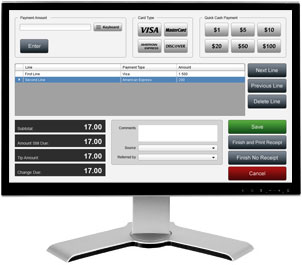 Payment Amount
Card Type
Quick Cash Payment
Keyboard
VISA
MasterCard
$1
$5
$10
Enter
AMERICAN EXPRESS
DISCOVER
$20
$50
$100
Line
Payment Type
Amount
First Line
Visa
Second Line
American Express
Next Line
Previous Line
Delete Line
Subtotal
17.00
Amount Still Due:
17.00
Tip Amount
17.00
Change Due:
17.00
Comments:
Source:
Referred by:
Save
Finish and Print Receipt
Finish No Receipt
Cancel